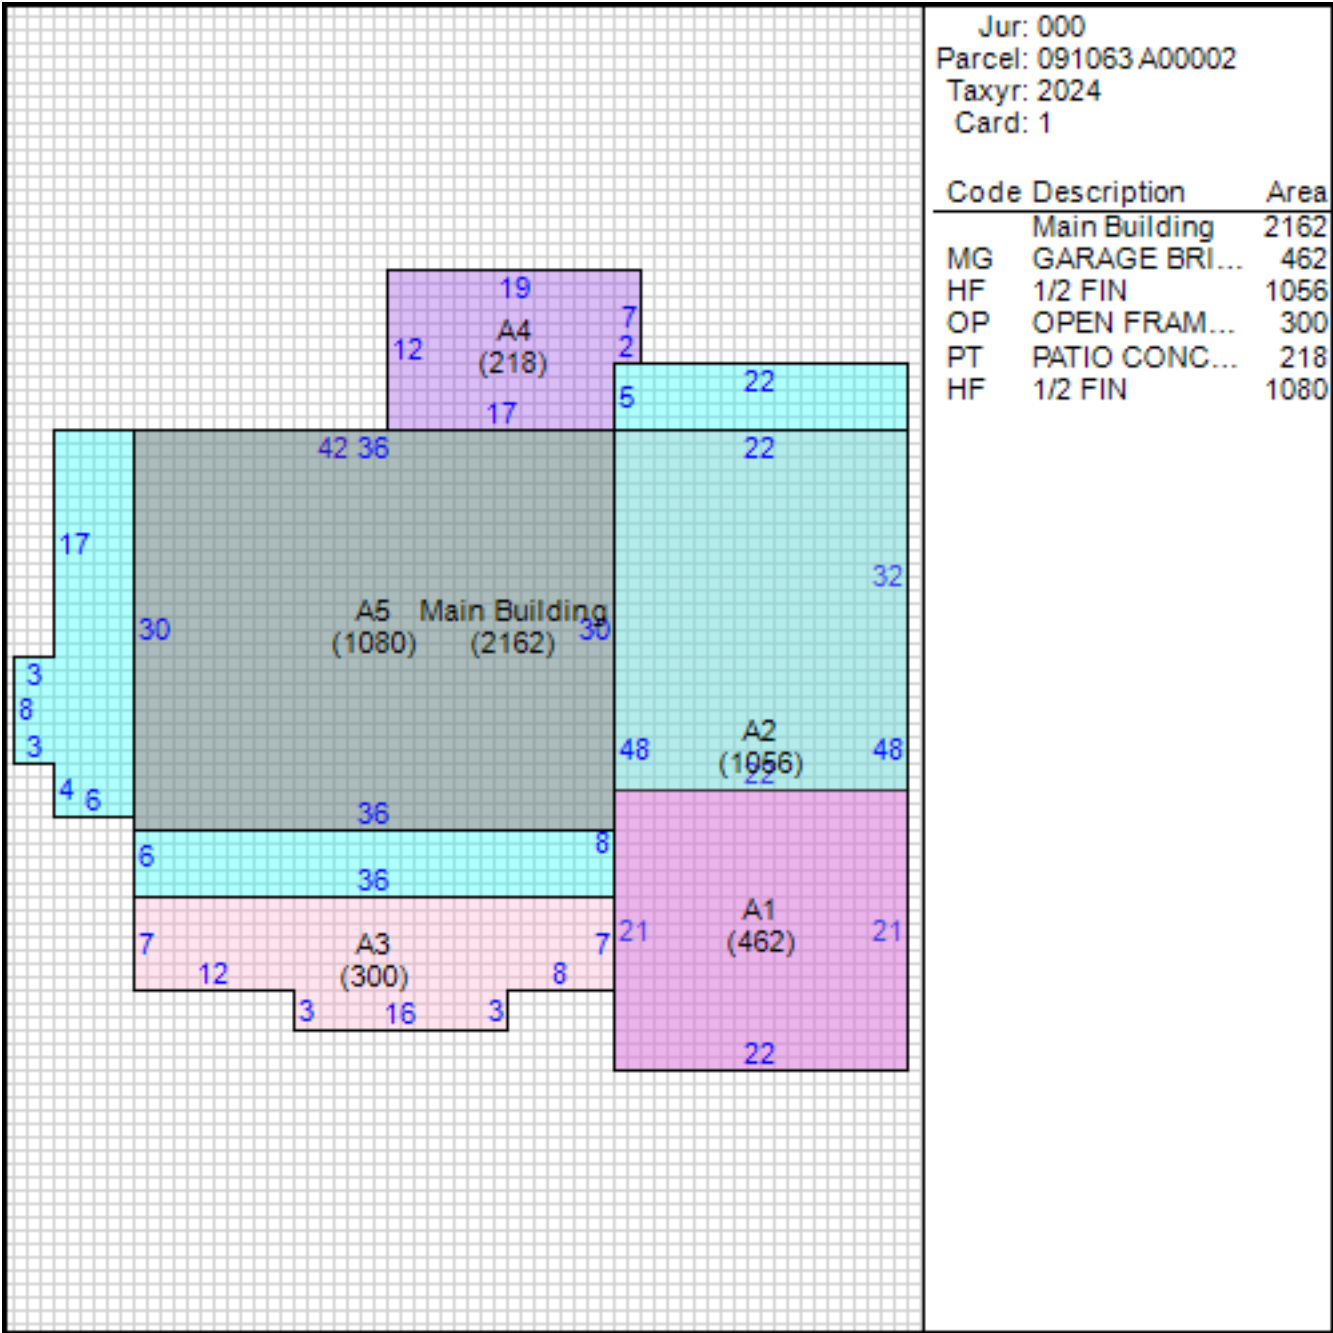 Jur: 000
Parcel: 091063 A00002
Taxyr: 2024
Card: 1
Code Description Area
Main Building 2162
MG GARAGE BRI... 462
HF 1/2 FIN 1056
OP OPEN FRAM... 300
PT PATIO CONC... 218
HF 1/2 FIN 1080
19
7
A4
12
2
(218)
22
5
17
42 36
22
17
32
A5 Main Building
30
30
(1080) (2162)
3
8
A2
3
48
48
(1056)
22
4
6
36
8
6
36
A1
21
21
(462)
7
A3
7
12
(300)
8
3
16
3
22